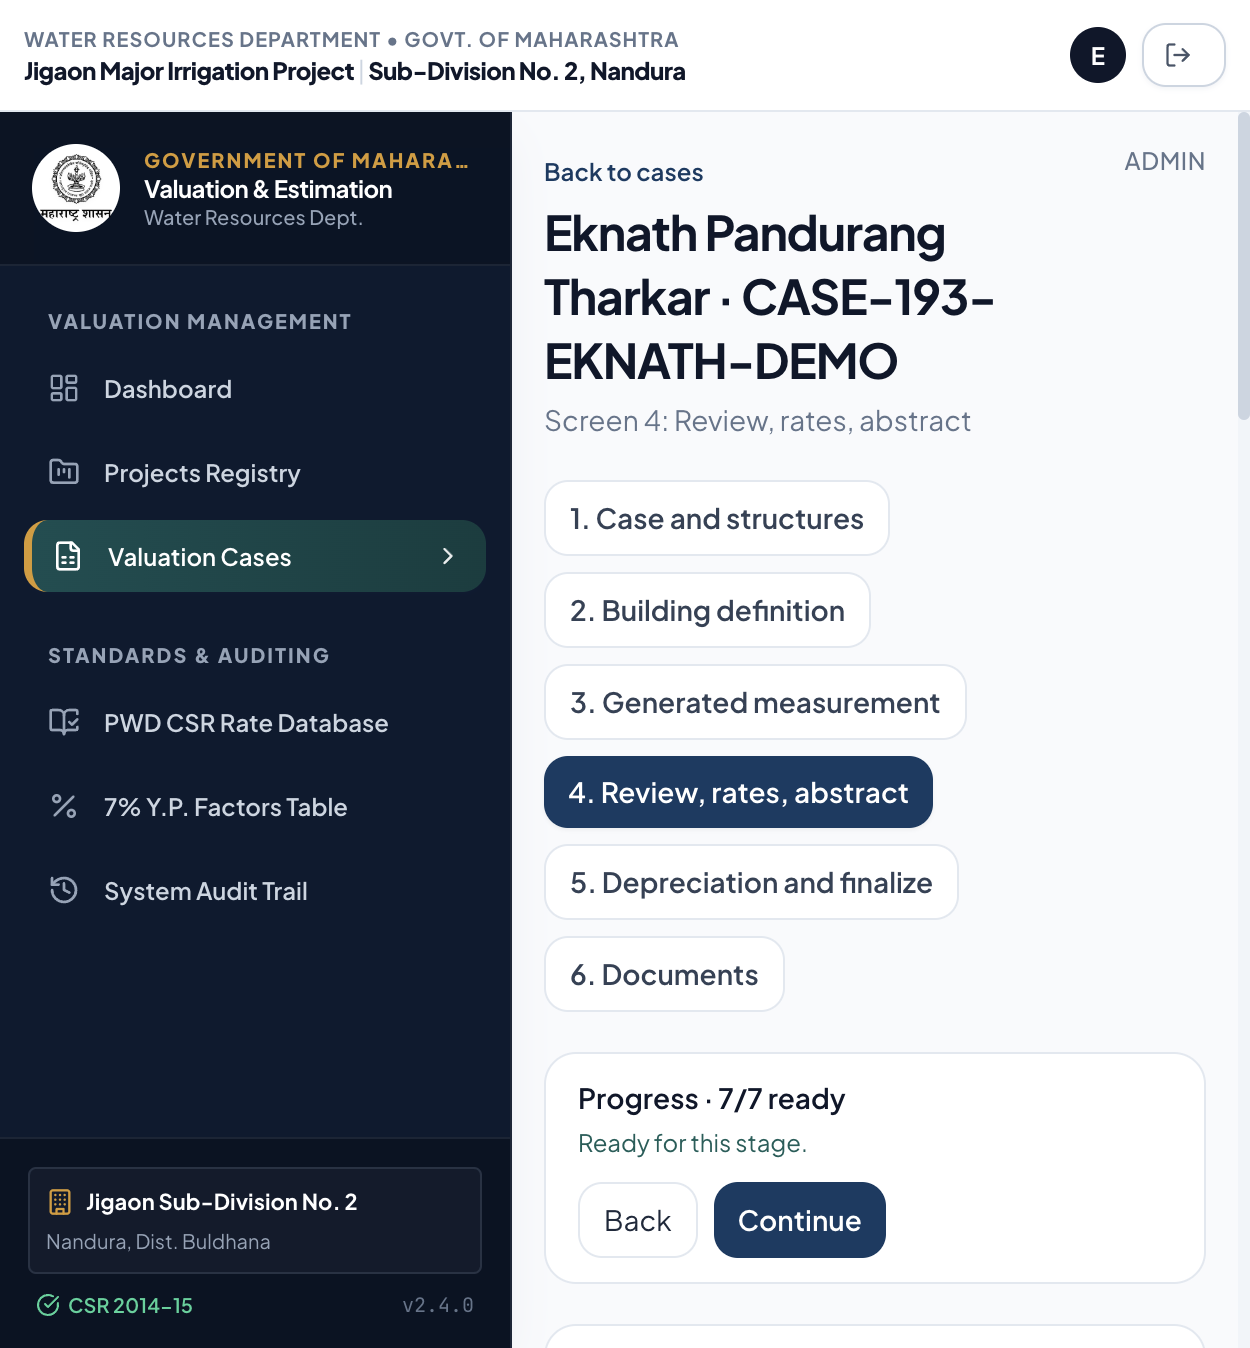 WATER RESOURCES DEPARTMENT • GOVT. OF MAHARASHTRA
Jigaon Major Irrigation Project | Sub-Division No. 2, Nandura
E
महाराष्ट्र शासन
GOVERNMENT OF MAHARA...
Valuation & Estimation
Water Resources Dept.
VALUATION MANAGEMENT
Dashboard
Projects Registry
Valuation Cases
STANDARDS & AUDITING
PWD CSR Rate Database
7% Y.P. Factors Table
System Audit Trail
Jigaon Sub-Division No. 2
Nandura, Dist. Buldhana
CSR 2014-15
v2.4.0
Back to cases
ADMIN
Eknath Pandurang
Tharkar · CASE-193-
EKNATH-DEMO
Screen 4: Review, rates, abstract
1. Case and structures
2. Building definition
3. Generated measurement
4. Review, rates, abstract
5. Depreciation and finalize
6. Documents
Progress · 7/7 ready
Ready for this stage.
Back
Continue